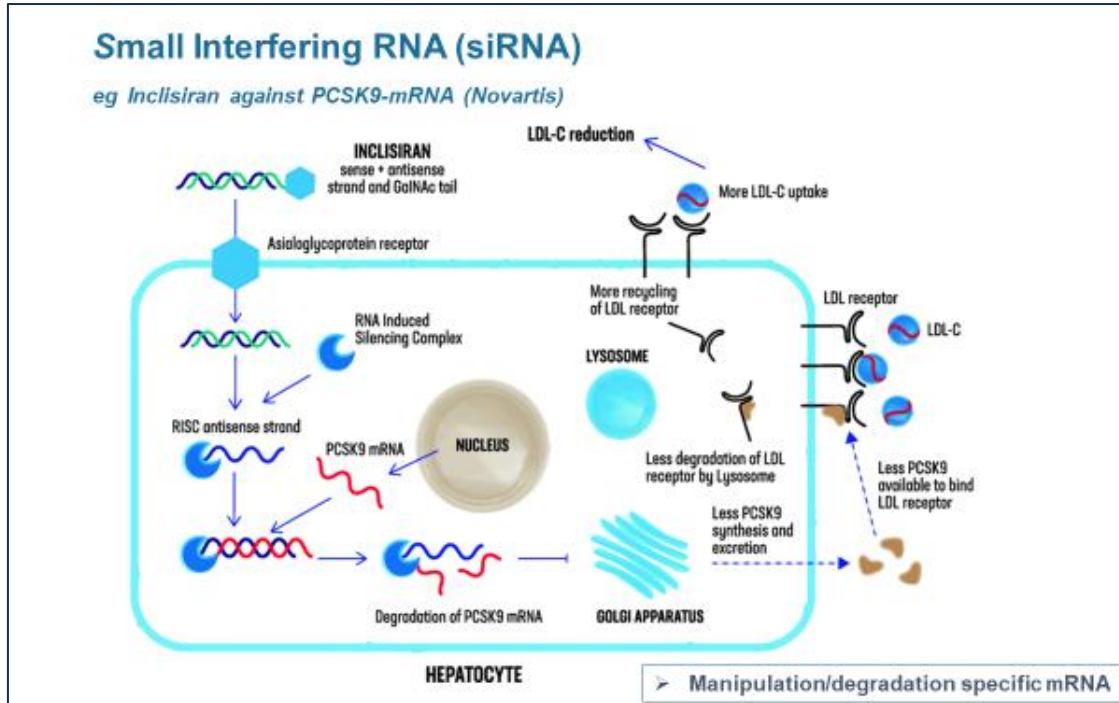 Small Interfering RNA (siRNA)
eg Inclisiran against PCSK9-mRNA (Novartis)
INCLISIRAN
sense + antisense
strand and GalNAc tail
Asialoglycoprotein receptor
RNA Induced
Silencing Complex
RISC antisense strand
PCSK9 mRNA
NUCLEUS
Degradation of PCSK9 mRNA
LDL-C reduction
More LDL-C uptake
More recycling
of LDL receptor
LYSOSOME
Less degradation of LDL
receptor by Lysosome
LDL receptor
LDL-C
Less PCSK9
available to bind
LDL receptor
Less PCSK9
synthesis and
excretion
GOLGI APPARATUS
HEPATOCYTE
➢ Manipulation/degradation specific mRNA